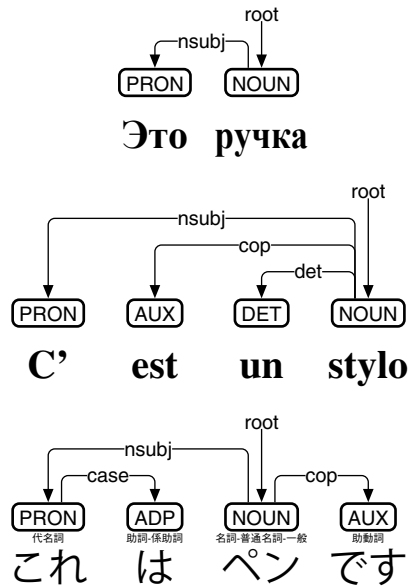 root
nsubj
PRON NOUN
Это ручка
root
nsubj
cop
det
PRON AUX DET NOUN
C’ est un stylo
root
nsubj
case cop
PRON ADP NOUN AUX
代名詞 助詞-係助詞 名詞-普通名詞-一般 助動詞
これ は ペン です